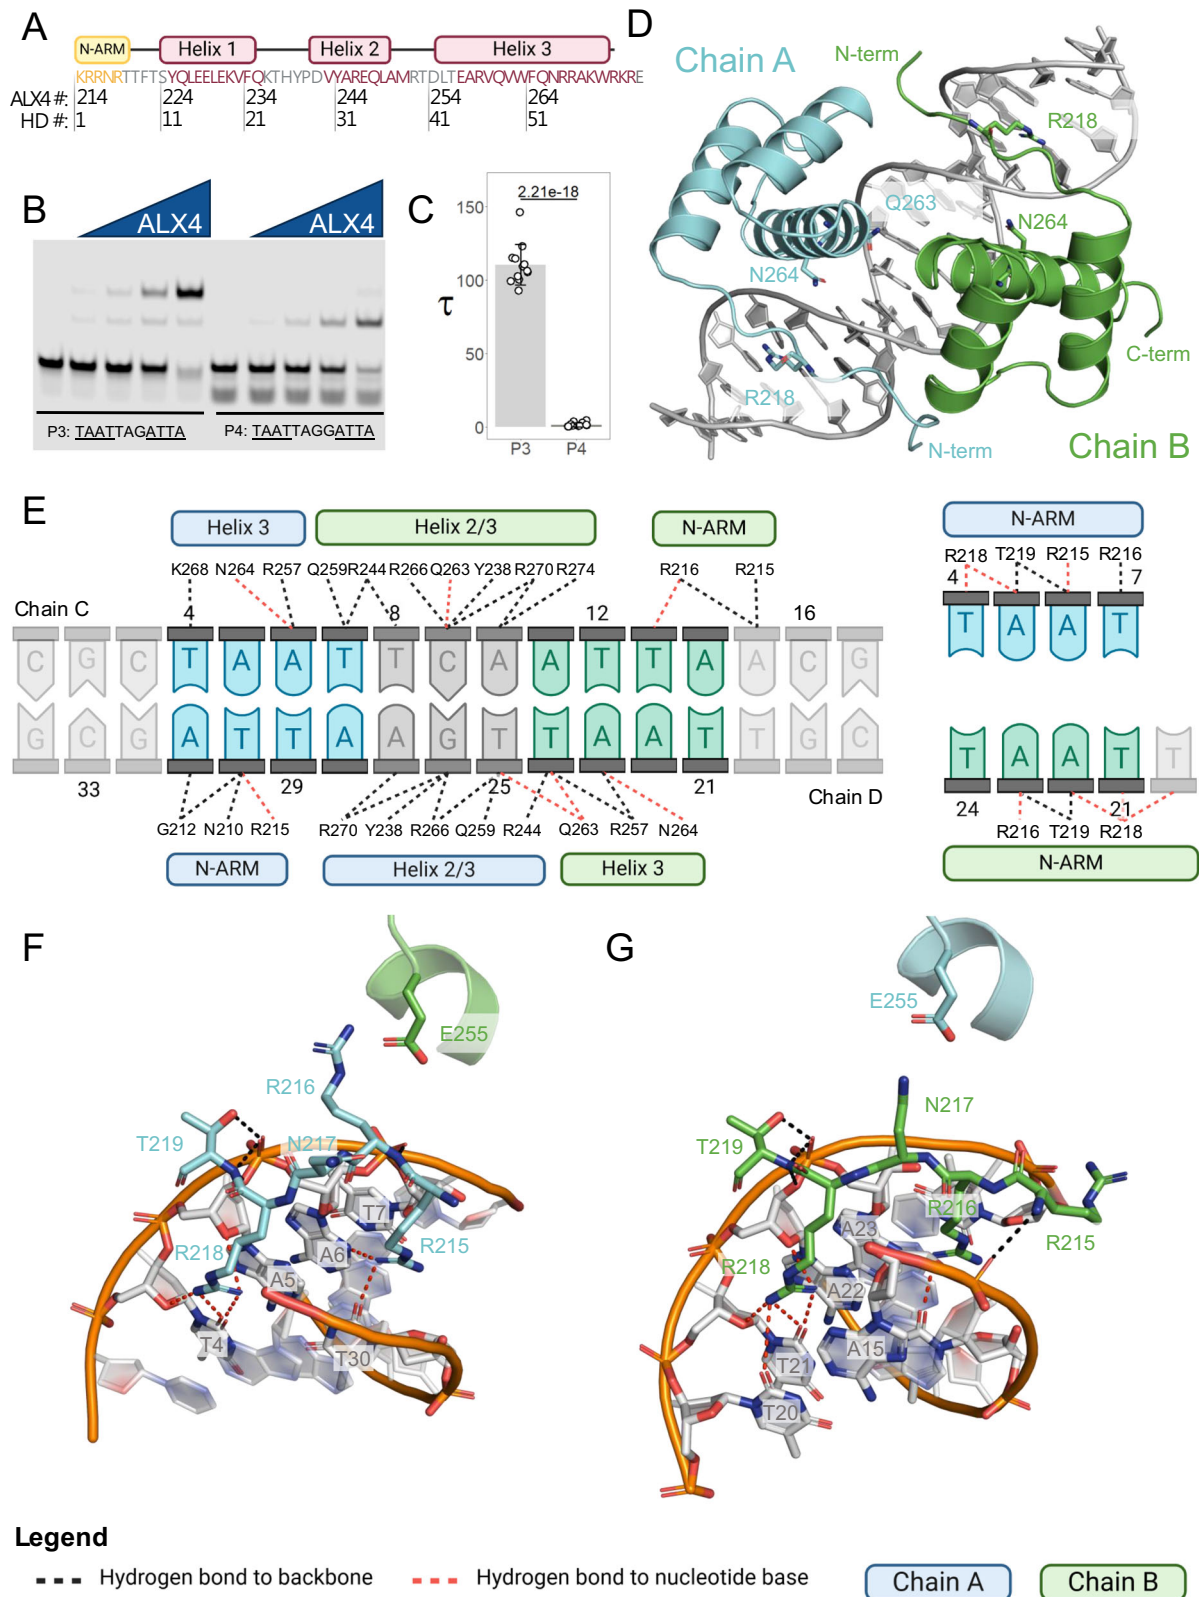 A
N-ARM Helix 1 Helix 2 Helix 3
KRRNRTTFTSYQLEELEKVFQKTHYPDVYAREQLAMRTDLTEARVQVWFQNRRAKWRKRE
ALX4 #: 214 224 234 244 254 264
HD #: 1 11 21 31 41 51
B
ALX4 ALX4
P3: TAATTAGATTA P4: TAATTAGGATTA
C
2.21e-18
150
100
50
0
τ
P3 P4
D
Chain A
N-term
R218
Q263
N264
N264
R218
C-term
N-term
Chain B
E
Helix 3 Helix 2/3 N-ARM
K268 N264 R257 Q259 R244 R266 Q263 Y238 R270 R274 R216 R215
Chain C 4 8 12 16
C G C T A A T T C A A T T A A C G
G C G A T T A A G T T A A T T G C
33 29 25 21 Chain D
G212 N210 R215 R270 Y238 R266 Q259 R244 Q263 R257 N264
N-ARM Helix 2/3 Helix 3
N-ARM
R218 T219 R215 R216
4 7
T A A T
T A A T T
24 21
R216 T219 R218
N-ARM
F
E255
R216
T219
N217
T7
R218
A6
R215
A5
T4
T30
G
E255
N217
T219
R216
A23
R215
R218
A22
A15
T21
T20
Legend
Hydrogen bond to backbone Hydrogen bond to nucleotide base Chain A Chain B